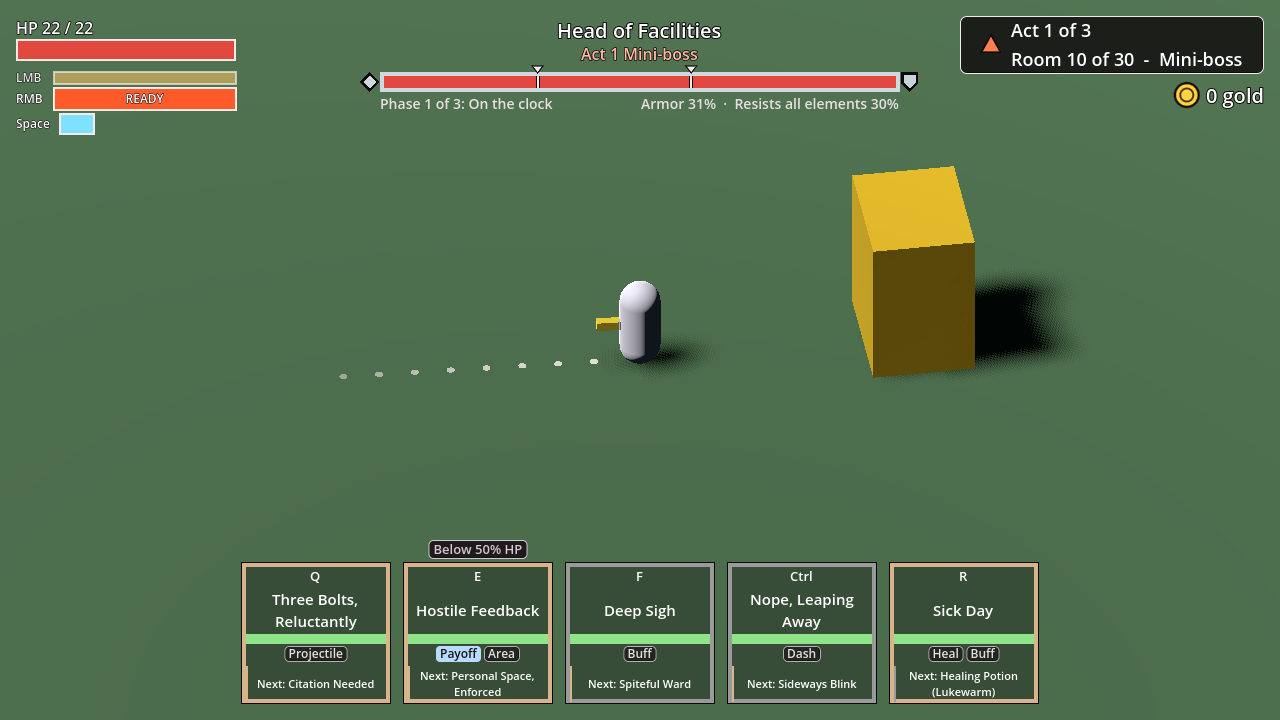 HP 22 / 22
LMB
RMB
READY
Space
Head of Facilities
Act 1 Mini-boss
Phase 1 of 3: On the clock
Armor 31%  ·  Resists all elements 30%
Act 1 of 3
Room 10 of 30  -  Mini-boss
0 gold
Q
Three Bolts,
Reluctantly
Projectile
Next: Citation Needed
Below 50% HP
E
Hostile Feedback
Payoff Area
Next: Personal Space,
Enforced
F
Deep Sigh
Buff
Next: Spiteful Ward
Ctrl
Nope, Leaping
Away
Dash
Next: Sideways Blink
R
Sick Day
Heal Buff
Next: Healing Potion
(Lukewarm)